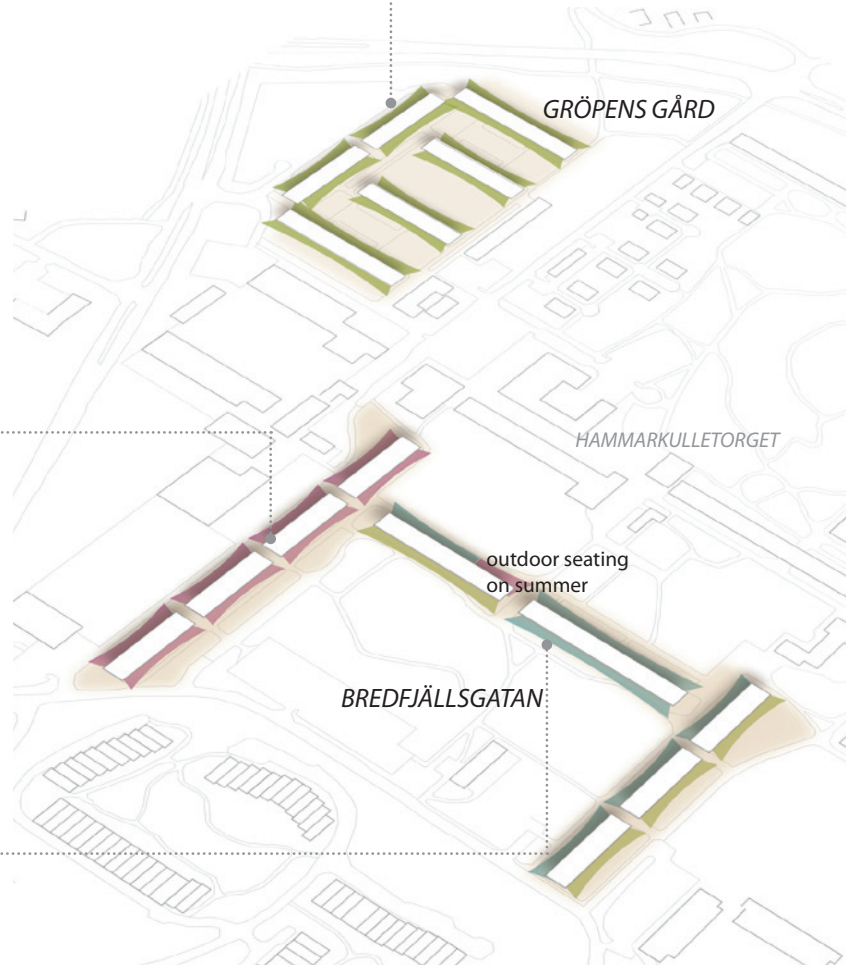 GRÖPENS GÅRD
HAMMARKULLETORGET
outdoor seating
on summer
BREDFJÄLLSGATAN